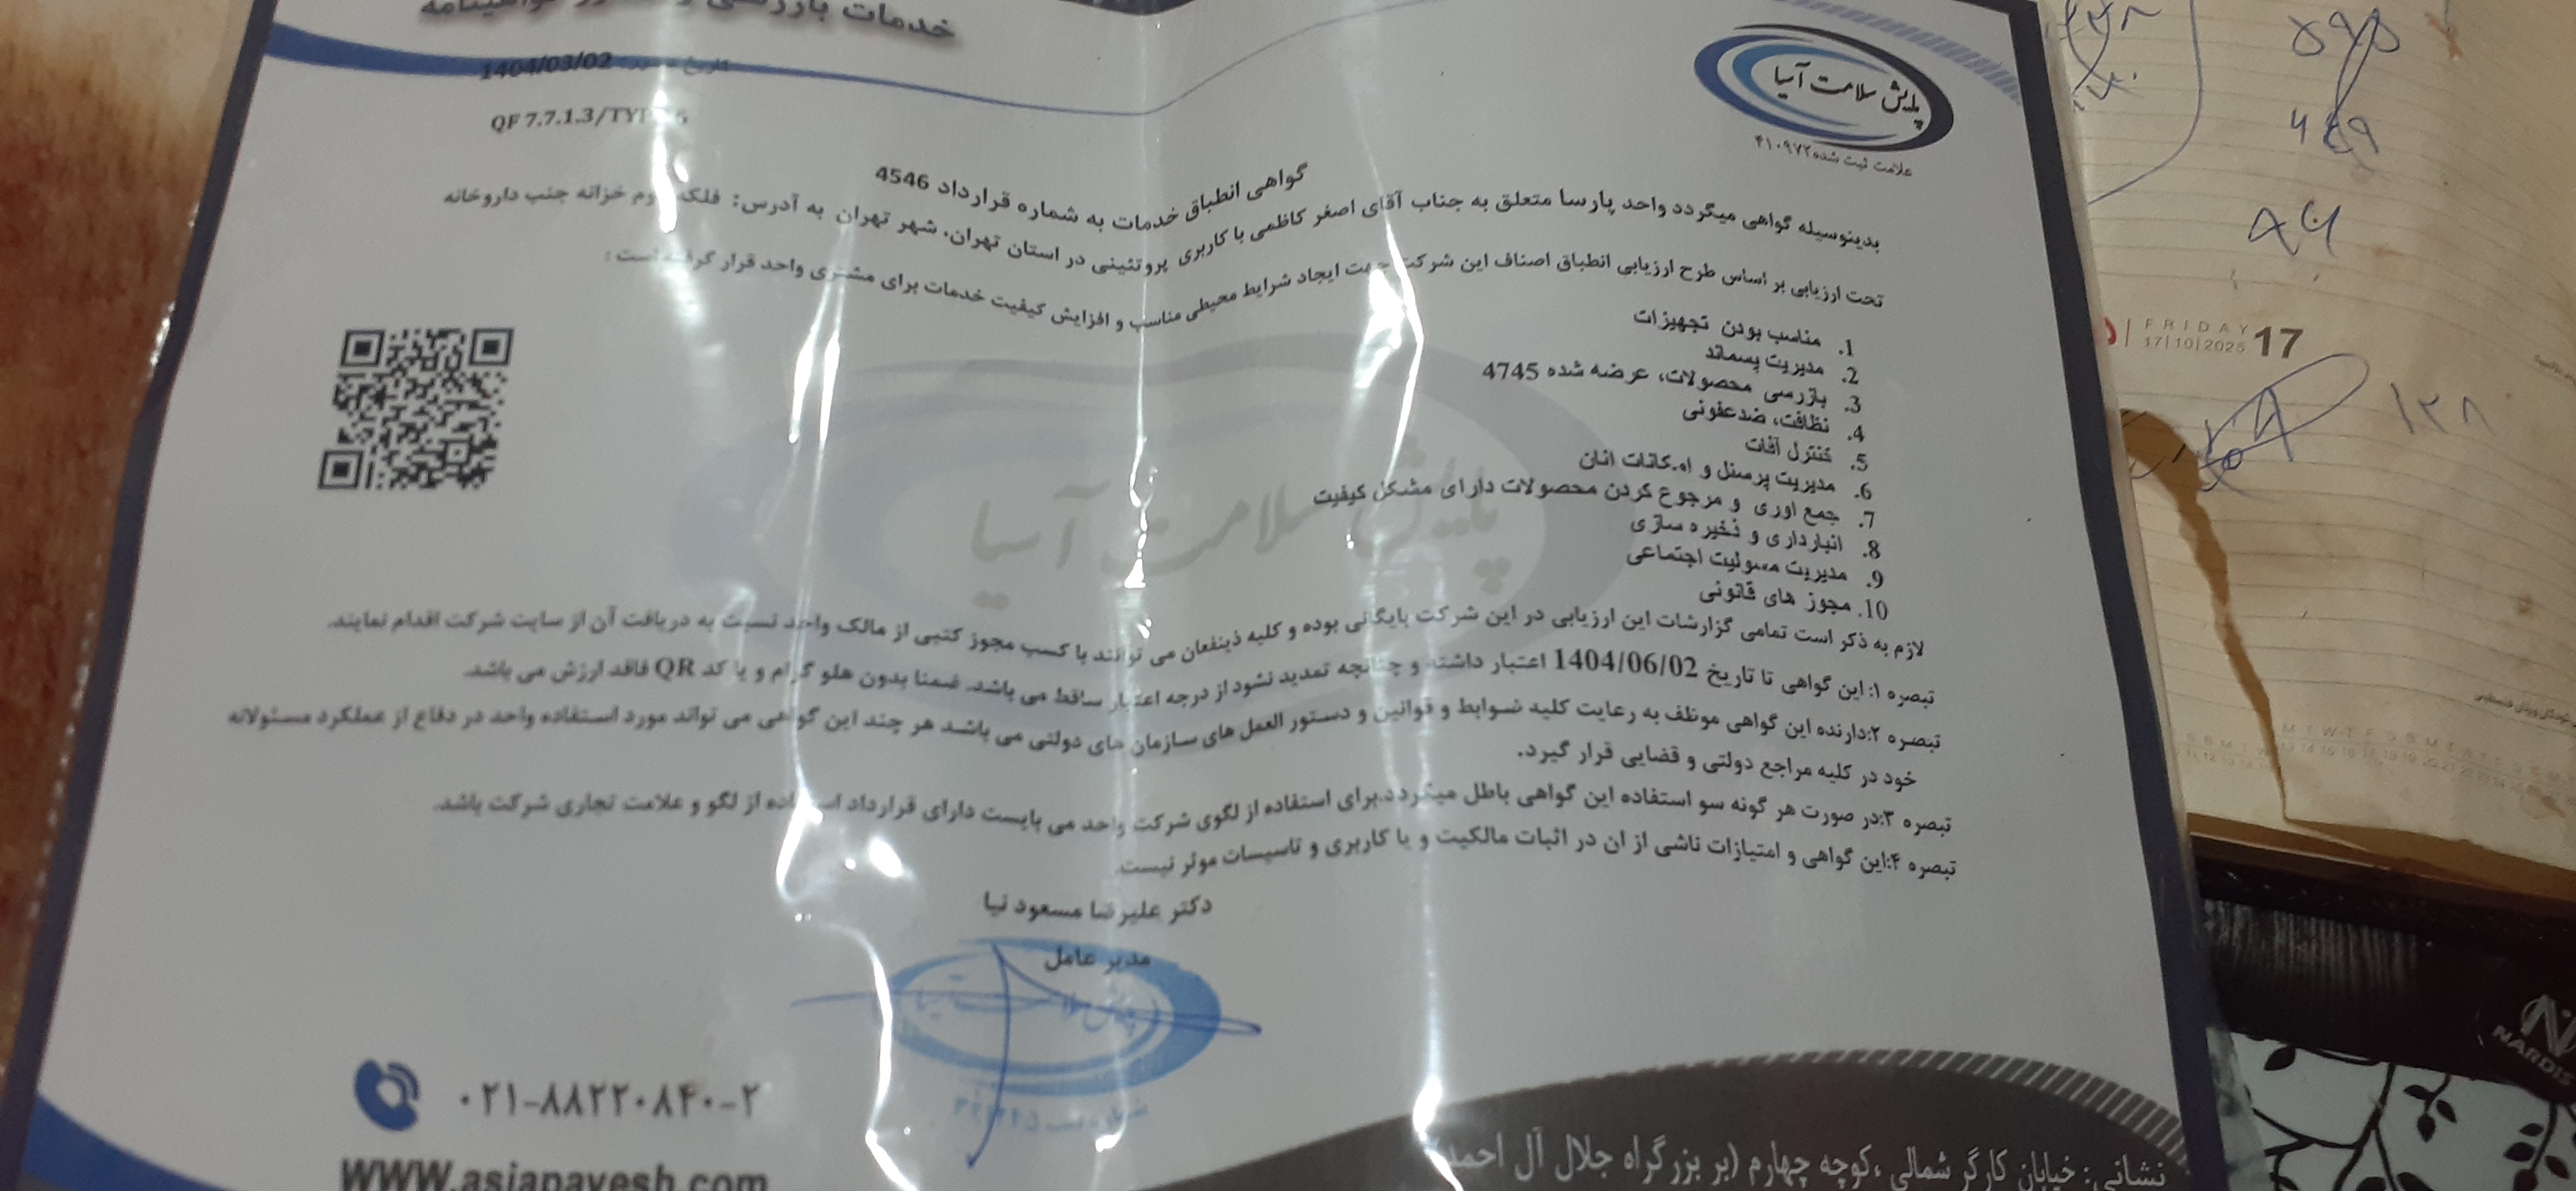 خدمات بازرسی و صدور گواهینامه
تاریخ صدور: 1404/03/02
QF 7.7.1.3/TYPE 6
پایش سلامت آسیا
علامت ثبت شده ۴۱۰۹۷۲
گواهی انطباق خدمات به شماره قرارداد 4546
بدینوسیله گواهی میگردد واحد پارسا متعلق به جناب آقای اصغر کاظمی با کاربری پروتئینی در استان تهران، شهر تهران به آدرس: فلکه دوم خزانه جنب داروخانه
تحت ارزیابی بر اساس طرح ارزیابی انطباق اصناف این شرکت جهت ایجاد شرایط محیطی مناسب و افزایش کیفیت خدمات برای مشتری واحد قرار گرفته است :
1. مناسب بودن تجهیزات
2. مدیریت پسماند
3. بازرسی محصولات، عرضه شده 4745
4. نظافت، ضدعفونی
5. کنترل آفات
6. مدیریت پرسنل و امکانات انان
7. جمع اوری و مرجوع کردن محصولات دارای مشکل کیفیت
8. انبارداری و ذخیره سازی
9. مدیریت مسولیت اجتماعی
10. مجوز های قانونی
لازم به ذکر است تمامی گزارشات این ارزیابی در این شرکت بایگانی بوده و کلیه ذینفعان می توانند با کسب مجوز کتبی از مالک واحد نسبت به دریافت آن از سایت شرکت اقدام نمایند.
تبصره ۱: این گواهی تا تاریخ 1404/06/02 اعتبار داشته و چنانچه تمدید نشود از درجه اعتبار ساقط می باشد. ضمنا بدون هلو گرام و یا کد QR فاقد ارزش می باشد.
تبصره ۲:دارنده این گواهی موظف به رعایت کلیه ضوابط و قوانین و دستور العمل های سازمان های دولتی می باشد هر چند این گواهی می تواند مورد استفاده واحد در دفاع از عملکرد مسئولانه
خود در کلیه مراجع دولتی و قضایی قرار گیرد.
تبصره ۳:در صورت هر گونه سو استفاده این گواهی باطل میگردد.برای استفاده از لگوی شرکت واحد می بایست دارای قرارداد استفاده از لگو و علامت تجاری شرکت باشد.
تبصره ۴:این گواهی و امتیازات ناشی از ان در اثبات مالکیت و یا کاربری و تاسیسات موثر نیست.
دکتر علیرضا مسعود نیا
مدیر عامل
پایش سلامت آسیا
۰۲۱-۸۸۲۲۰۸۴۰-۲
www.asiapayesh.com
نشانی: خیابان کارگر شمالی ،کوچه چهارم (بر بزرگراه جلال آل احمد)
FRIDAY
17|10|2025
17
۱۲۸
NARDIS